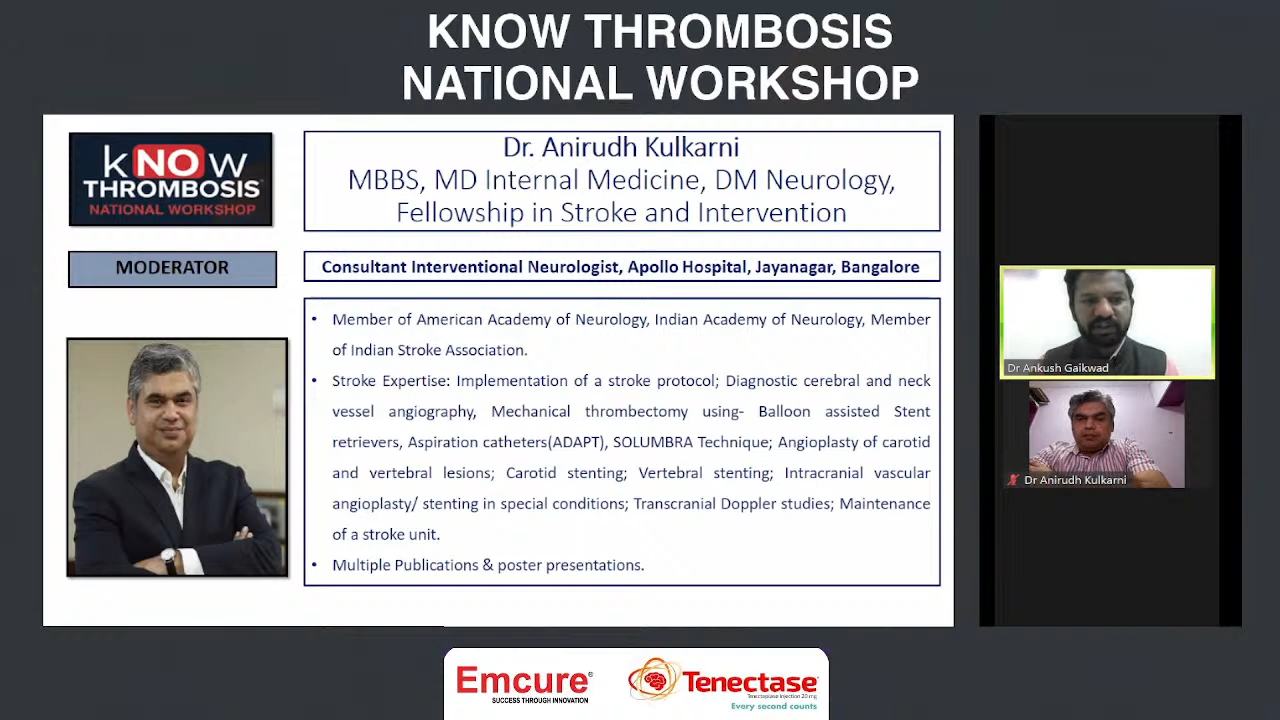 KNOW THROMBOSIS
NATIONAL WORKSHOP
kNOw
THROMBOSIS
NATIONAL WORKSHOP
Dr. Anirudh Kulkarni
MBBS, MD Internal Medicine, DM Neurology,
Fellowship in Stroke and Intervention
MODERATOR
Consultant Interventional Neurologist, Apollo Hospital, Jayanagar, Bangalore
• Member of American Academy of Neurology, Indian Academy of Neurology, Member
of Indian Stroke Association.
• Stroke Expertise: Implementation of a stroke protocol; Diagnostic cerebral and neck
vessel angiography, Mechanical thrombectomy using- Balloon assisted Stent
retrievers, Aspiration catheters(ADAPT), SOLUMBRA Technique; Angioplasty of carotid
and vertebral lesions; Carotid stenting; Vertebral stenting; Intracranial vascular
angioplasty/ stenting in special conditions; Transcranial Doppler studies; Maintenance
of a stroke unit.
• Multiple Publications & poster presentations.
Dr Ankush Gaikwad
Dr Anirudh Kulkarni
Emcure®
SUCCESS THROUGH INNOVATION
Tenectase
Tenecteplase Injection 20 mg
Every second counts